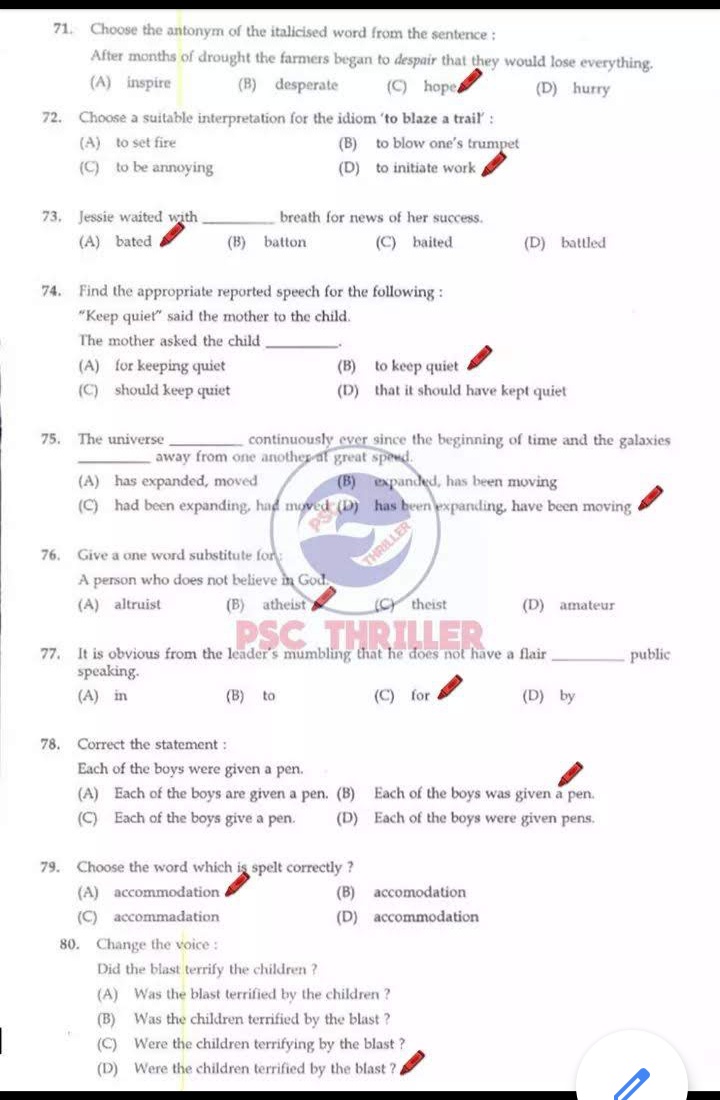 71. Choose the antonym of the italicised word from the sentence :
After months of drought the farmers began to despair that they would lose everything.
(A) inspire (B) desperate (C) hope (D) hurry
72. Choose a suitable interpretation for the idiom 'to blaze a trail' :
(A) to set fire (B) to blow one's trumpet
(C) to be annoying (D) to initiate work
73. Jessie waited with ________ breath for news of her success.
(A) bated (B) batton (C) baited (D) battled
74. Find the appropriate reported speech for the following :
"Keep quiet" said the mother to the child.
The mother asked the child ________.
(A) for keeping quiet (B) to keep quiet
(C) should keep quiet (D) that it should have kept quiet
75. The universe ________ continuously ever since the beginning of time and the galaxies
________ away from one another at great speed.
(A) has expanded, moved (B) expanded, has been moving
(C) had been expanding, had moved (D) has been expanding, have been moving
PSC
THRILLER
76. Give a one word substitute for :
A person who does not believe in God.
(A) altruist (B) atheist (C) theist (D) amateur
PSC THRILLER
77. It is obvious from the leader's mumbling that he does not have a flair ________ public
speaking.
(A) in (B) to (C) for (D) by
78. Correct the statement :
Each of the boys were given a pen.
(A) Each of the boys are given a pen. (B) Each of the boys was given a pen.
(C) Each of the boys give a pen. (D) Each of the boys were given pens.
79. Choose the word which is spelt correctly ?
(A) accommodation (B) accomodation
(C) accommadation (D) accommodation
80. Change the voice :
Did the blast terrify the children ?
(A) Was the blast terrified by the children ?
(B) Was the children terrified by the blast ?
(C) Were the children terrifying by the blast ?
(D) Were the children terrified by the blast ?